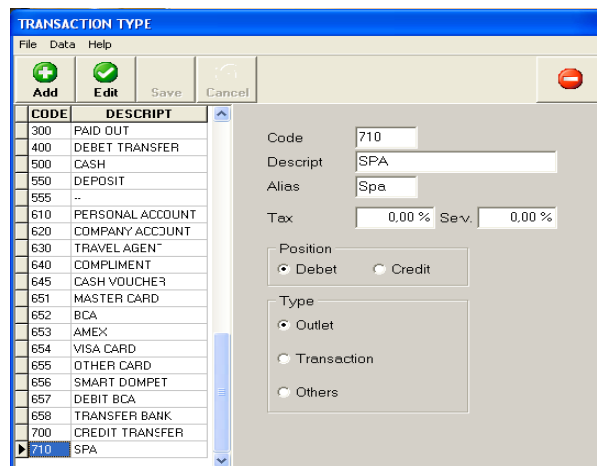 TRANSACTION TYPE
File Data Help
Add Edit Save Cancel
CODE DESCRIPT
300 PAID OUT
400 DEBET TRANSFER
500 CASH
550 DEPOSIT
555 --
610 PERSONAL ACCOUNT
620 COMPANY ACCOUNT
630 TRAVEL AGENT
640 COMPLIMENT
645 CASH VOUCHER
651 MASTER CARD
652 BCA
653 AMEX
654 VISA CARD
655 OTHER CARD
656 SMART DOMPET
657 DEBIT BCA
658 TRANSFER BANK
700 CREDIT TRANSFER
710 SPA
Code 710
Descript SPA
Alias Spa
Tax 0,00 % Serv. 0,00 %
Position
Debet Credit
Type
Outlet
Transaction
Others